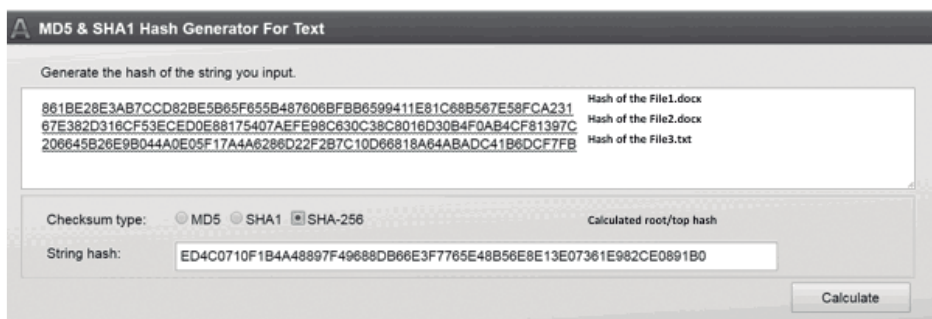 MD5 & SHA1 Hash Generator For Text
Generate the hash of the string you input.
861BE28E3AB7CCD82BE5B65F655B487606BFBB6599411E81C68B567E58FCA231 Hash of the File1.docx
67E382D316CF53ECED0E88175407AEFE98C630C38C8016D30B4F0AB4CF81397C Hash of the File2.docx
206645B26E9B044A0E05F17A4A6286D22F2B7C10D66818A64ABADC41B6DCF7FB Hash of the File3.txt
Checksum type: MD5 SHA1 SHA-256 Calculated root/top hash
String hash: ED4C0710F1B4A48897F49688DB66E3F7765E48B56E8E13E07361E982CE0891B0
Calculate